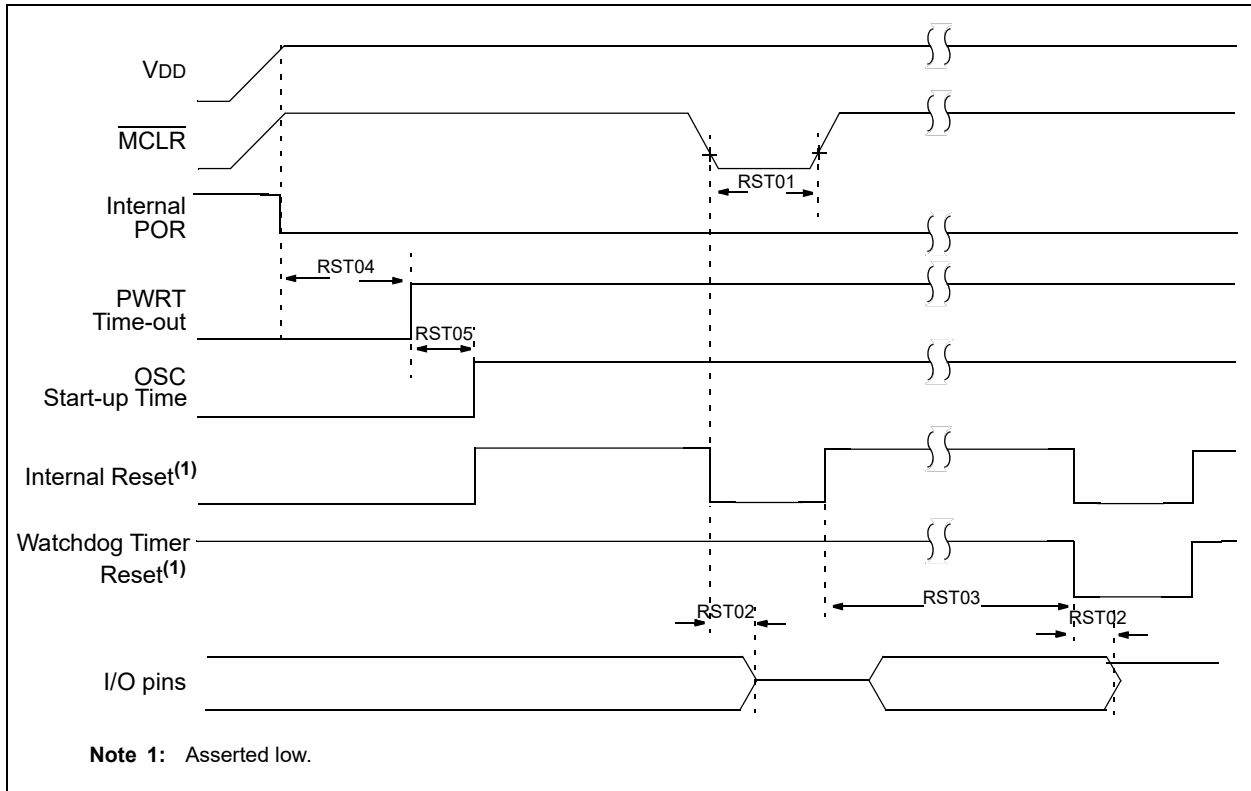 VDD
MCLR
RST01
Internal
POR
RST04
PWRT
Time-out
RST05
OSC
Start-up Time
Internal Reset(1)
Watchdog Timer
Reset(1)
RST03
RST02
RST02
I/O pins
Note 1: Asserted low.